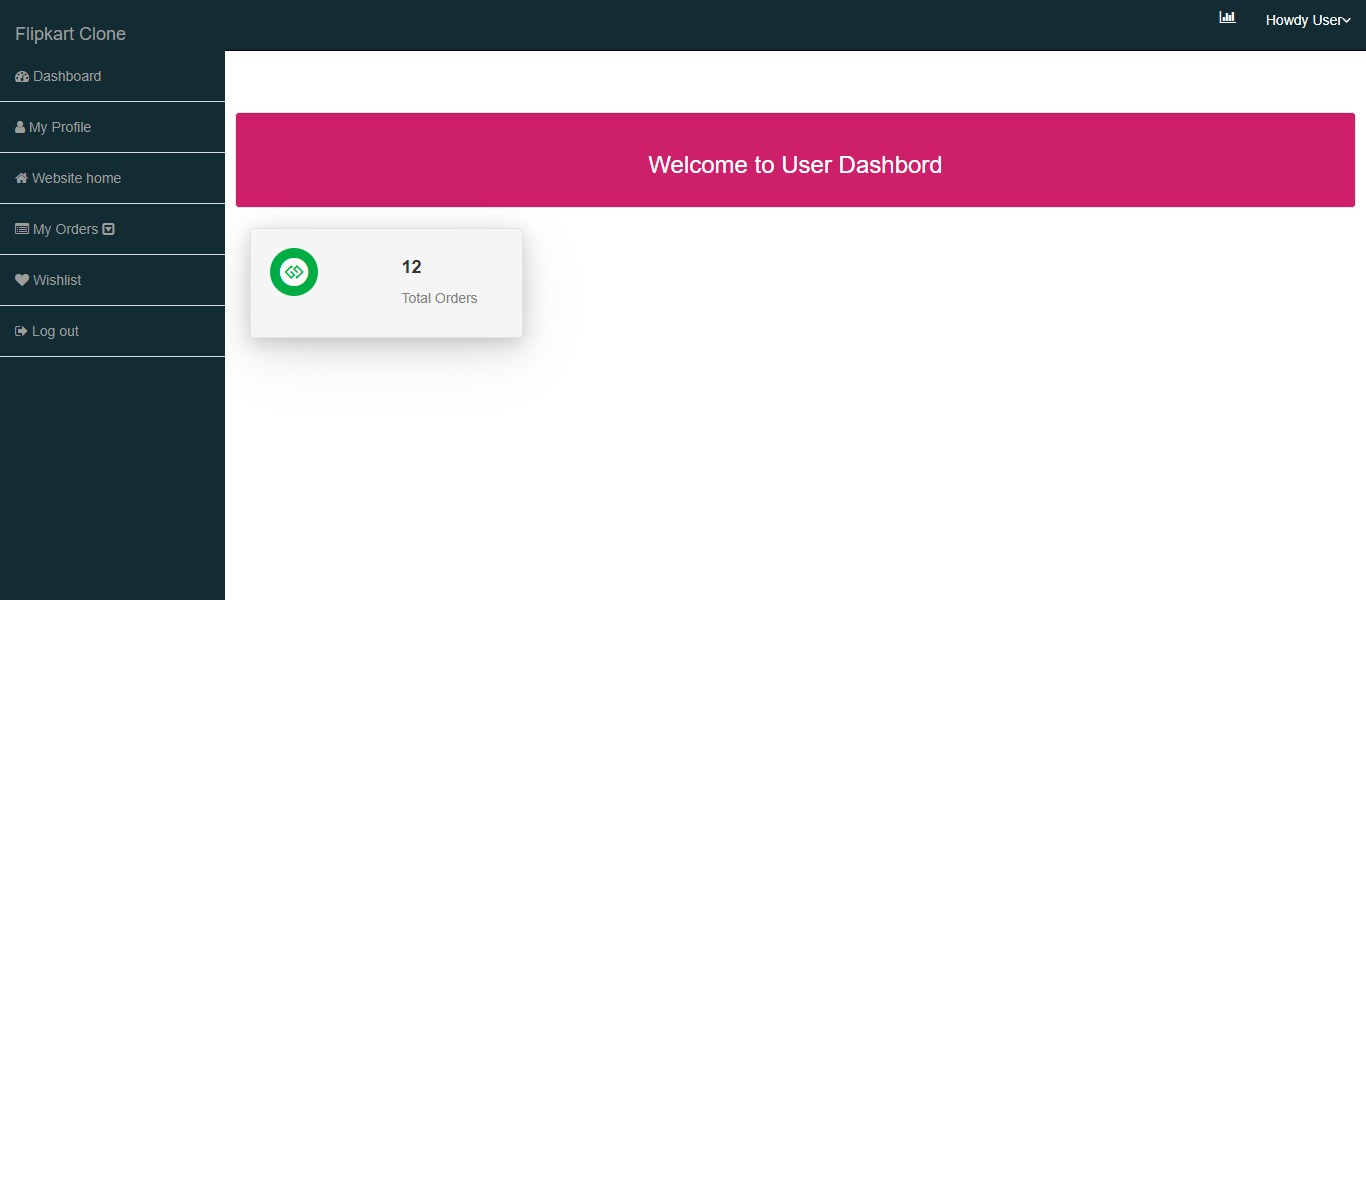 Flipkart Clone
Howdy User
Dashboard
My Profile
Website home
My Orders
Wishlist
Log out
Welcome to User Dashbord
12
Total Orders